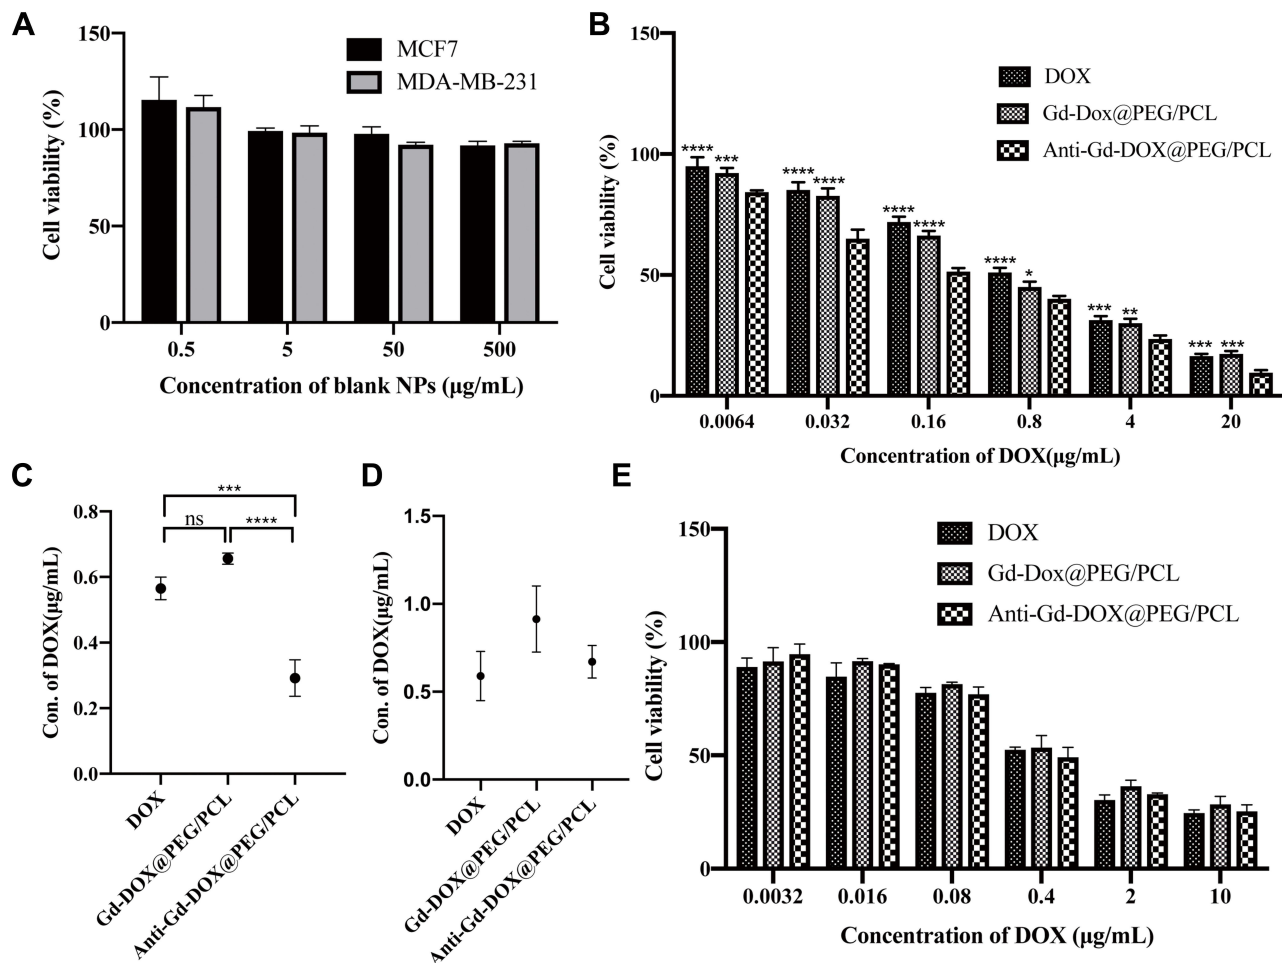 A
150
100
50
0
Cell viability (%)
MCF7
MDA-MB-231
0.5 5 50 500
Concentration of blank NPs (μg/mL)
B
150
100
50
0
Cell viability (%)
DOX
Gd-Dox@PEG/PCL
Anti-Gd-DOX@PEG/PCL
**** ***
**** ****
**** ****
**** *
*** **
*** ***
0.0064 0.032 0.16 0.8 4 20
Concentration of DOX(μg/mL)
C
0.8
0.6
0.4
0.2
0.0
Con. of DOX(μg/mL)
***
ns ****
DOX
Gd-DOX@PEG/PCL
Anti-Gd-DOX@PEG/PCL
D
1.5
1.0
0.5
0.0
Con. of DOX(μg/mL)
DOX
Gd-DOX@PEG/PCL
Anti-Gd-DOX@PEG/PCL
E
150
100
50
0
Cell viability (%)
DOX
Gd-Dox@PEG/PCL
Anti-Gd-DOX@PEG/PCL
0.0032 0.016 0.08 0.4 2 10
Concentration of DOX (μg/mL)